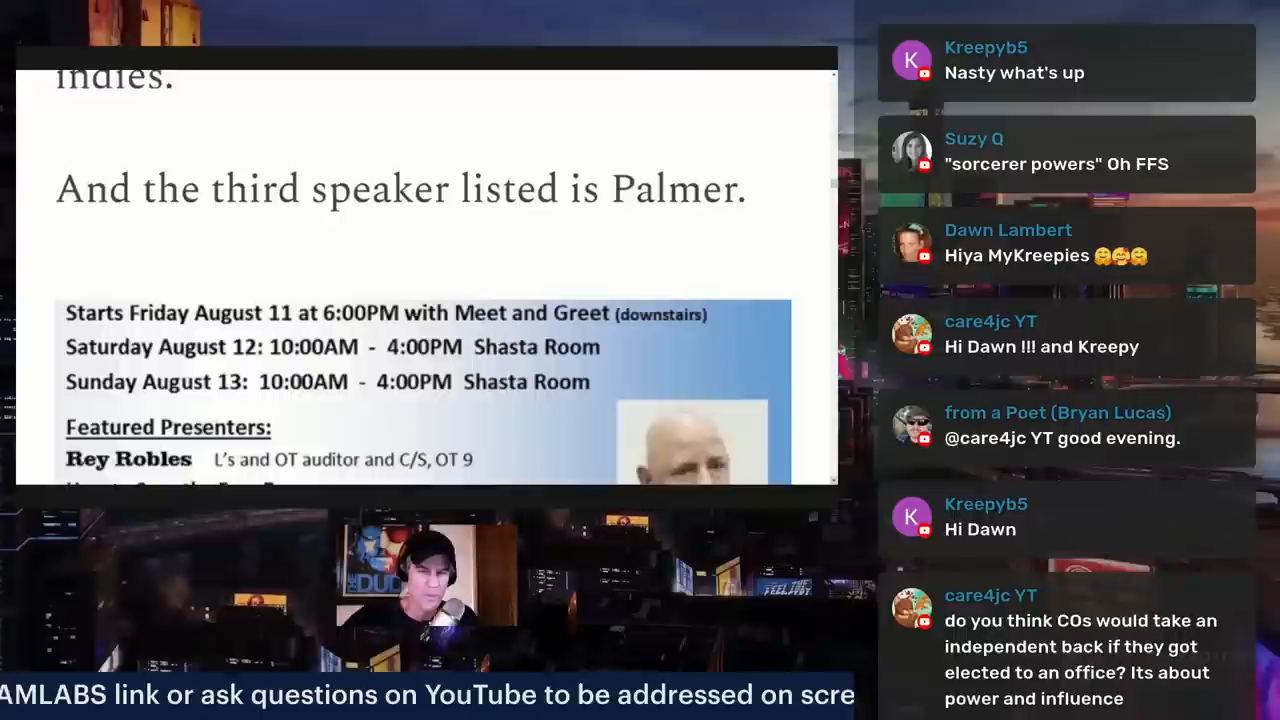 indies.
And the third speaker listed is Palmer.
Starts Friday August 11 at 6:00PM with Meet and Greet (downstairs)
Saturday August 12: 10:00AM - 4:00PM Shasta Room
Sunday August 13: 10:00AM - 4:00PM Shasta Room
Featured Presenters:
Rey Robles L's and OT auditor and C/S, OT 9
THE DUDE
FEEL THE
AMLABS link or ask questions on YouTube to be addressed on scre
K
Kreepyb5
Nasty what's up
Suzy Q
"sorcerer powers" Oh FFS
Dawn Lambert
Hiya MyKreepies 🤗🥰🤗
care4jc YT
Hi Dawn !!! and Kreepy
from a Poet (Bryan Lucas)
@care4jc YT good evening.
K
Kreepyb5
Hi Dawn
care4jc YT
do you think COs would take an
independent back if they got
elected to an office? Its about
power and influence